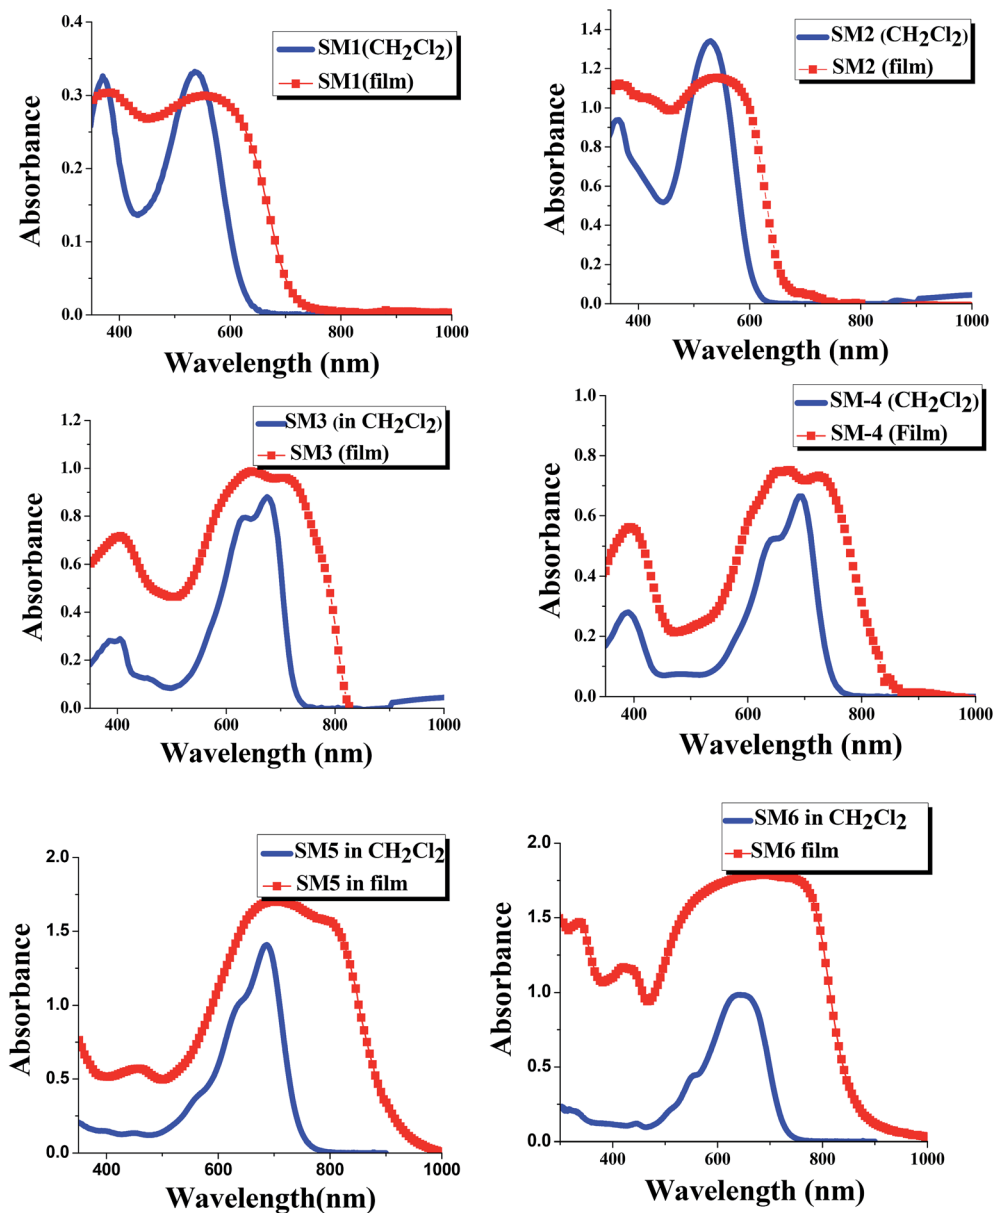 0.4
0.3
0.2
0.1
0.0
Absorbance
SM1(CH2Cl2)
SM1(film)
400
600
800
1000
Wavelength (nm)
1.4
1.2
1.0
0.8
0.6
0.4
0.2
0.0
Absorbance
SM2 (CH2Cl2)
SM2 (film)
400
600
800
1000
Wavelength (nm)
1.2
1.0
0.8
0.6
0.4
0.2
0.0
Absorbance
SM3 (in CH2Cl2)
SM3 (film)
400
600
800
1000
Wavelength (nm)
1.0
0.8
0.6
0.4
0.2
0.0
Absorbance
SM-4 (CH2Cl2)
SM-4 (Film)
400
600
800
1000
Wavelength (nm)
2.0
1.5
1.0
0.5
0.0
Absorbance
SM5 in CH2Cl2
SM5 in film
400
600
800
1000
Wavelength(nm)
2.0
1.5
1.0
0.5
0.0
Absorbance
SM6 in CH2Cl2
SM6 film
400
600
800
1000
Wavelength (nm)